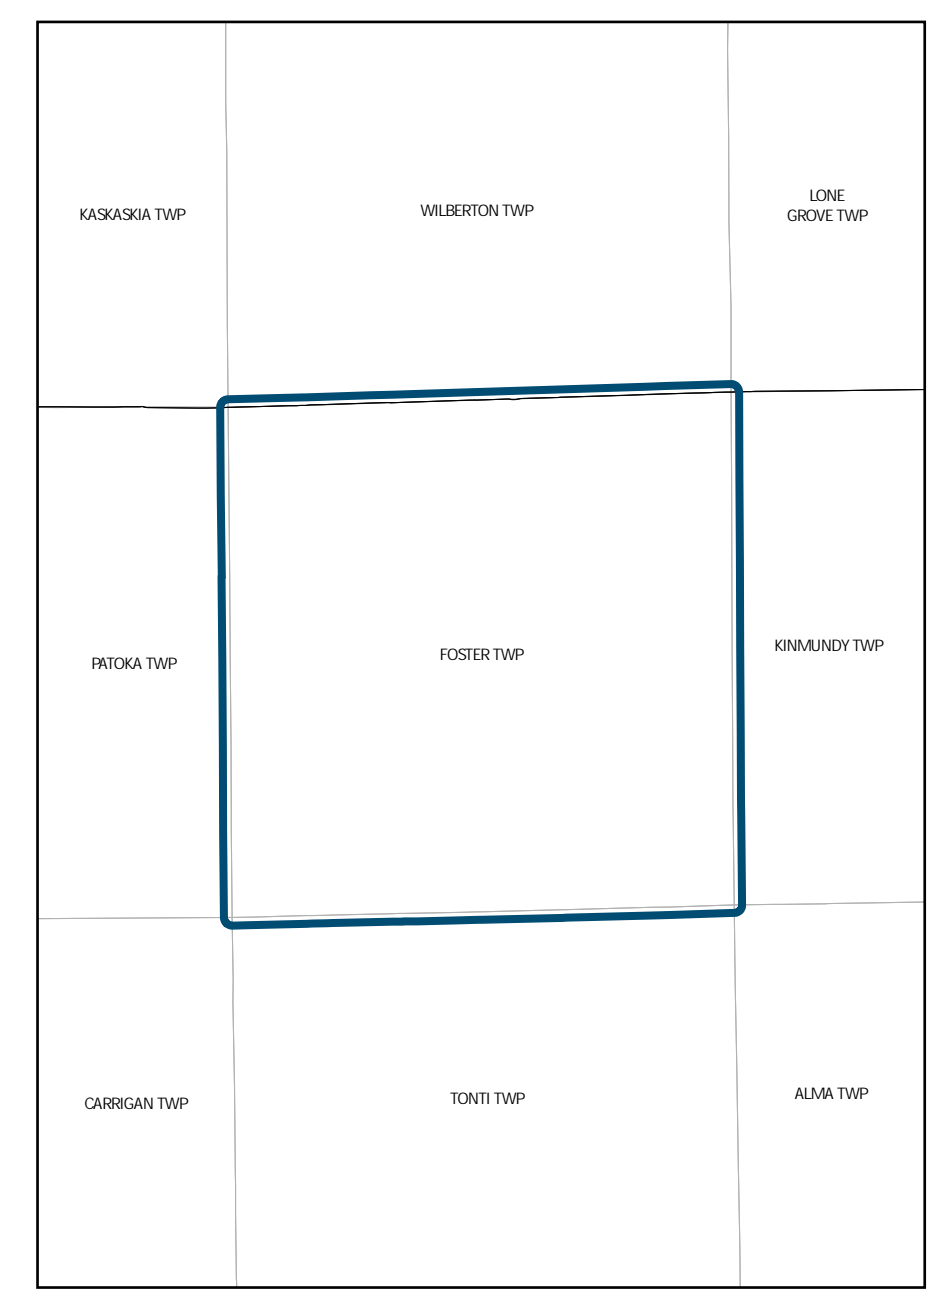 KASKASKIA TWP
WILBERTON TWP
LONE
GROVE TWP
PATOKA TWP
FOSTER TWP
KINMUNDY TWP
CARRIGAN TWP
TONTI TWP
ALMA TWP